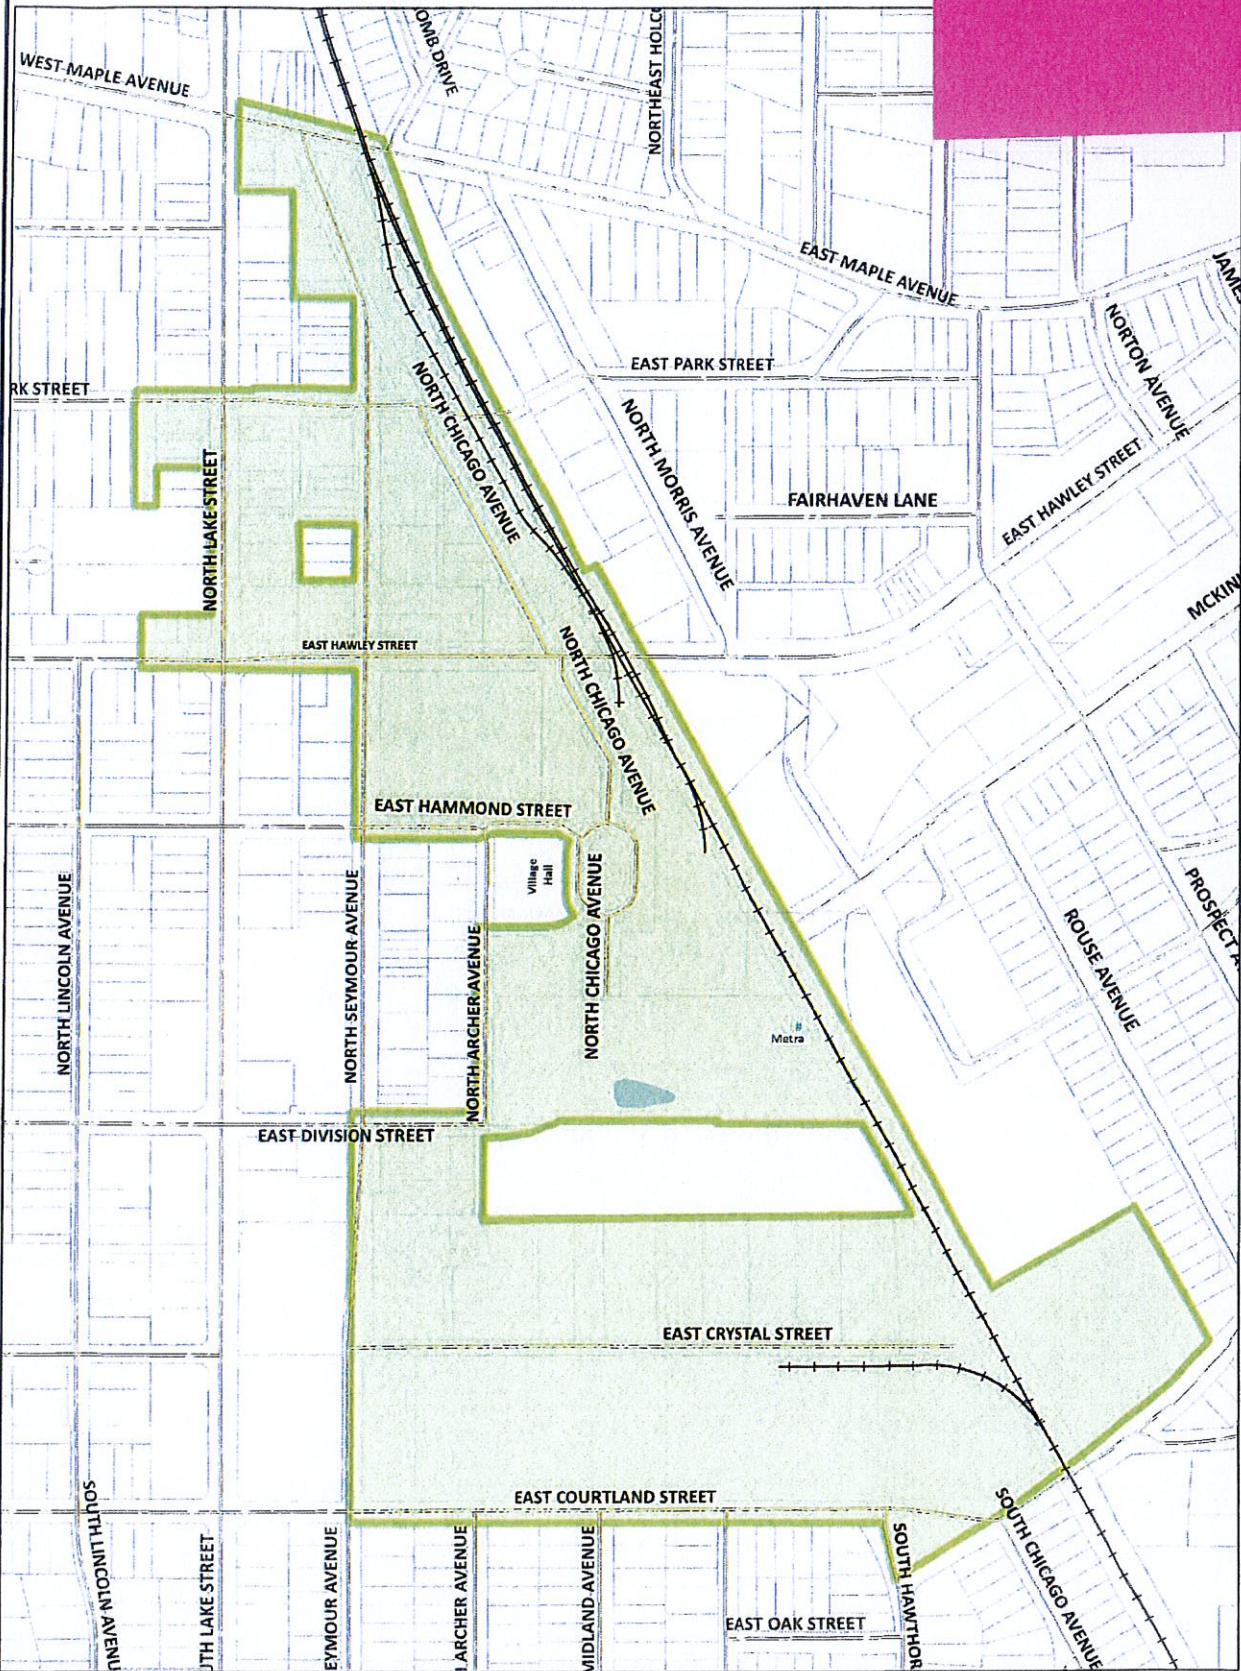 OMB DRIVE
WEST MAPLE AVENUE
NORTHEAST HOLC
EAST MAPLE AVENUE
JAME
NORTON AVENUE
EAST PARK STREET
RK STREET
NORTH CHICAGO AVENUE
NORTH MORRIS AVENUE
EAST HAWLEY STREET
NORTH LAKE STREET
FAIRHAVEN LANE
MCKIN
EAST HAWLEY STREET
NORTH CHICAGO AVENUE
EAST HAMMOND STREET
Village
Hall
NORTH CHICAGO AVENUE
NORTH LINCOLN AVENUE
NORTH SEYMOUR AVENUE
NORTH ARCHER AVENUE
ROUSE AVENUE
PROSPECT A
Metra
EAST DIVISION STREET
EAST CRYSTAL STREET
EAST COURTLAND STREET
SOUTH LINCOLN AVENU
UTH LAKE STREET
EYMOUR AVENUE
ARCHER AVENUE
MIDLAND AVENUE
EAST OAK STREET
SOUTH HAWTHOR
SOUTH CHICAGO AVENUE